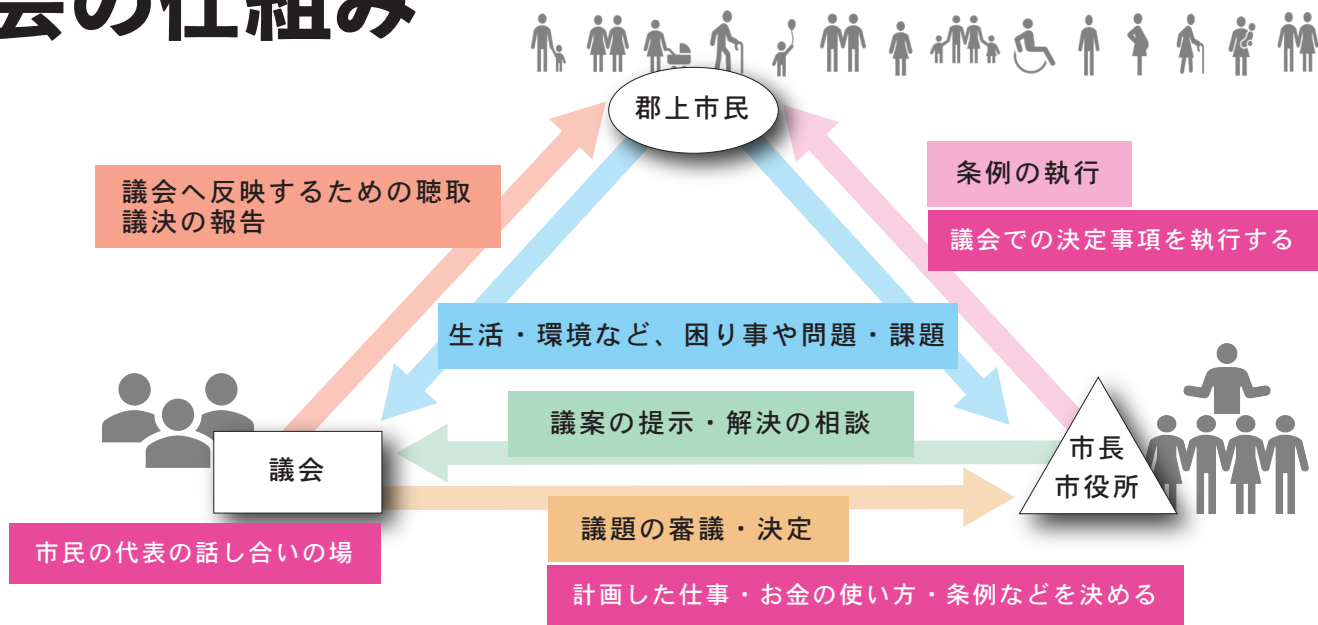 会の仕組み
郡上市民
議会へ反映するための聴取
議決の報告
条例の執行
議会での決定事項を執行する
生活・環境など、困り事や問題・課題
議案の提示・解決の相談
議会
市長
市役所
議題の審議・決定
市民の代表の話し合いの場
計画した仕事・お金の使い方・条例などを決める